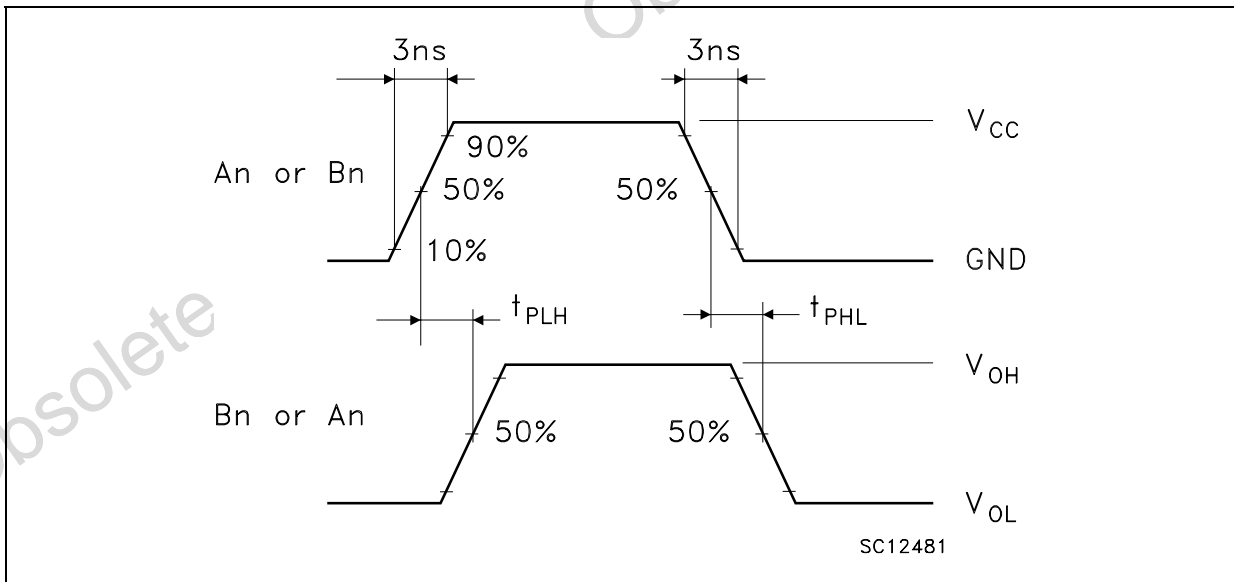 3ns 3ns
V_CC
90%
An or Bn
50% 50%
10%
GND
t_PLH t_PHL
V_OH
Bn or An
50% 50%
V_OL
SC12481
Obsolete